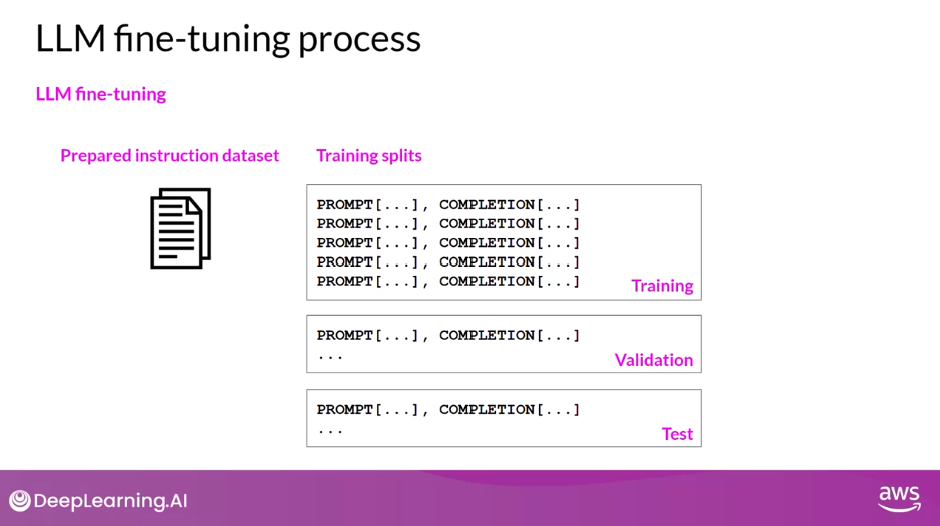 LLM fine-tuning process
LLM fine-tuning
Prepared instruction dataset
Training splits
PROMPT[...], COMPLETION[...]
PROMPT[...], COMPLETION[...]
PROMPT[...], COMPLETION[...]
PROMPT[...], COMPLETION[...]
PROMPT[...], COMPLETION[...]
Training
PROMPT[...], COMPLETION[...]
...
Validation
PROMPT[...], COMPLETION[...]
...
Test
DeepLearning.AI
aws